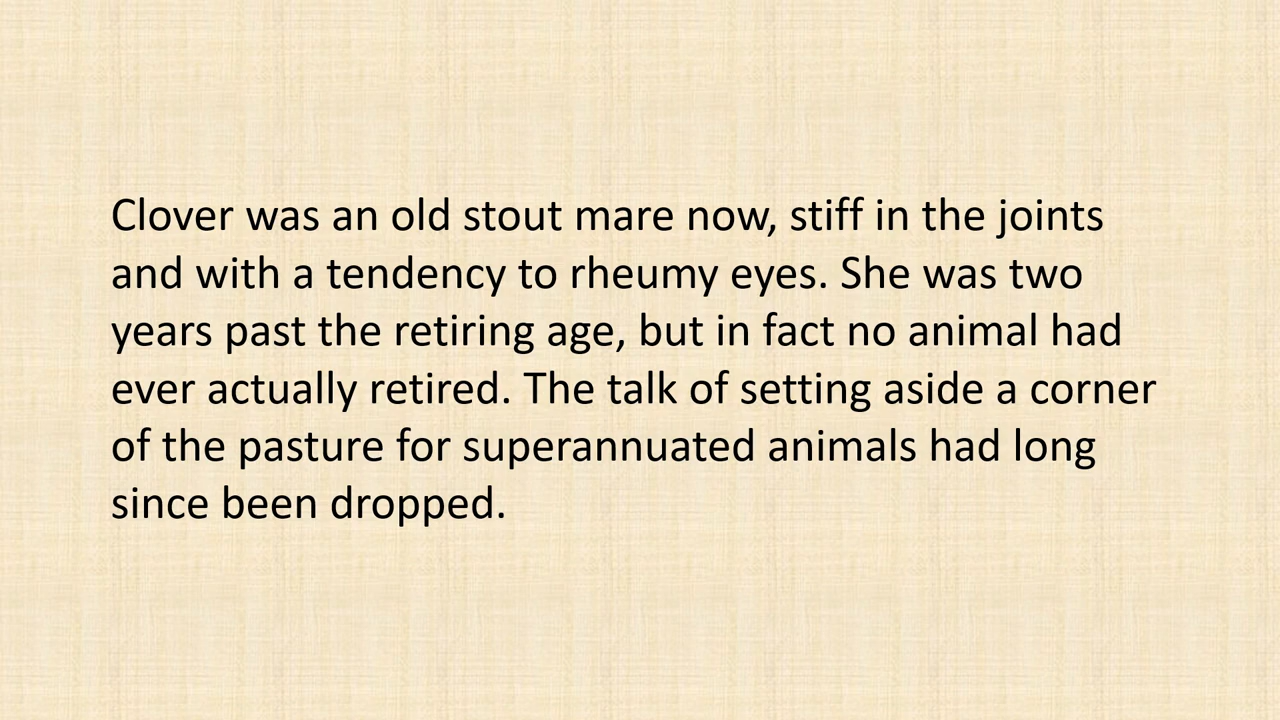 Clover was an old stout mare now, stiff in the joints
and with a tendency to rheumy eyes. She was two
years past the retiring age, but in fact no animal had
ever actually retired. The talk of setting aside a corner
of the pasture for superannuated animals had long
since been dropped.